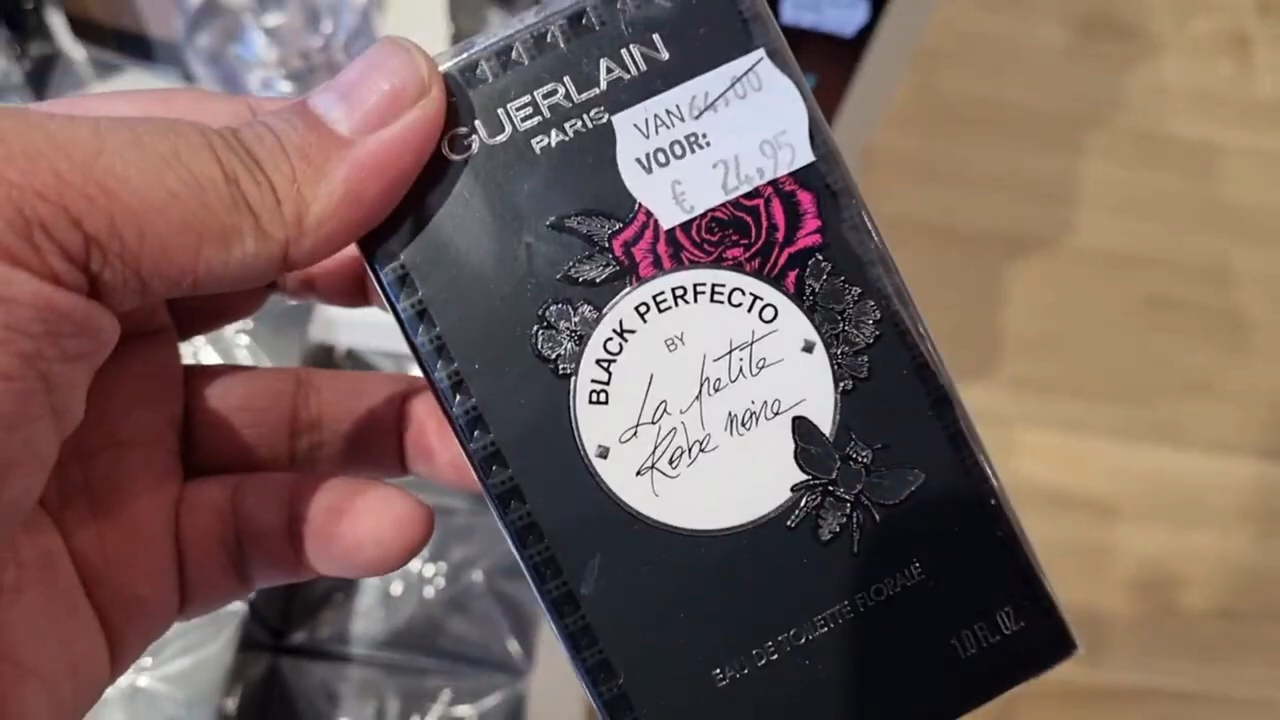 GUERLAIN
PARIS
VAN 64.00
VOOR:
€ 24,95
BLACK PERFECTO
BY
La petite
Robe noire
EAU DE TOILETTE FLORALE
1.0 FL. OZ.